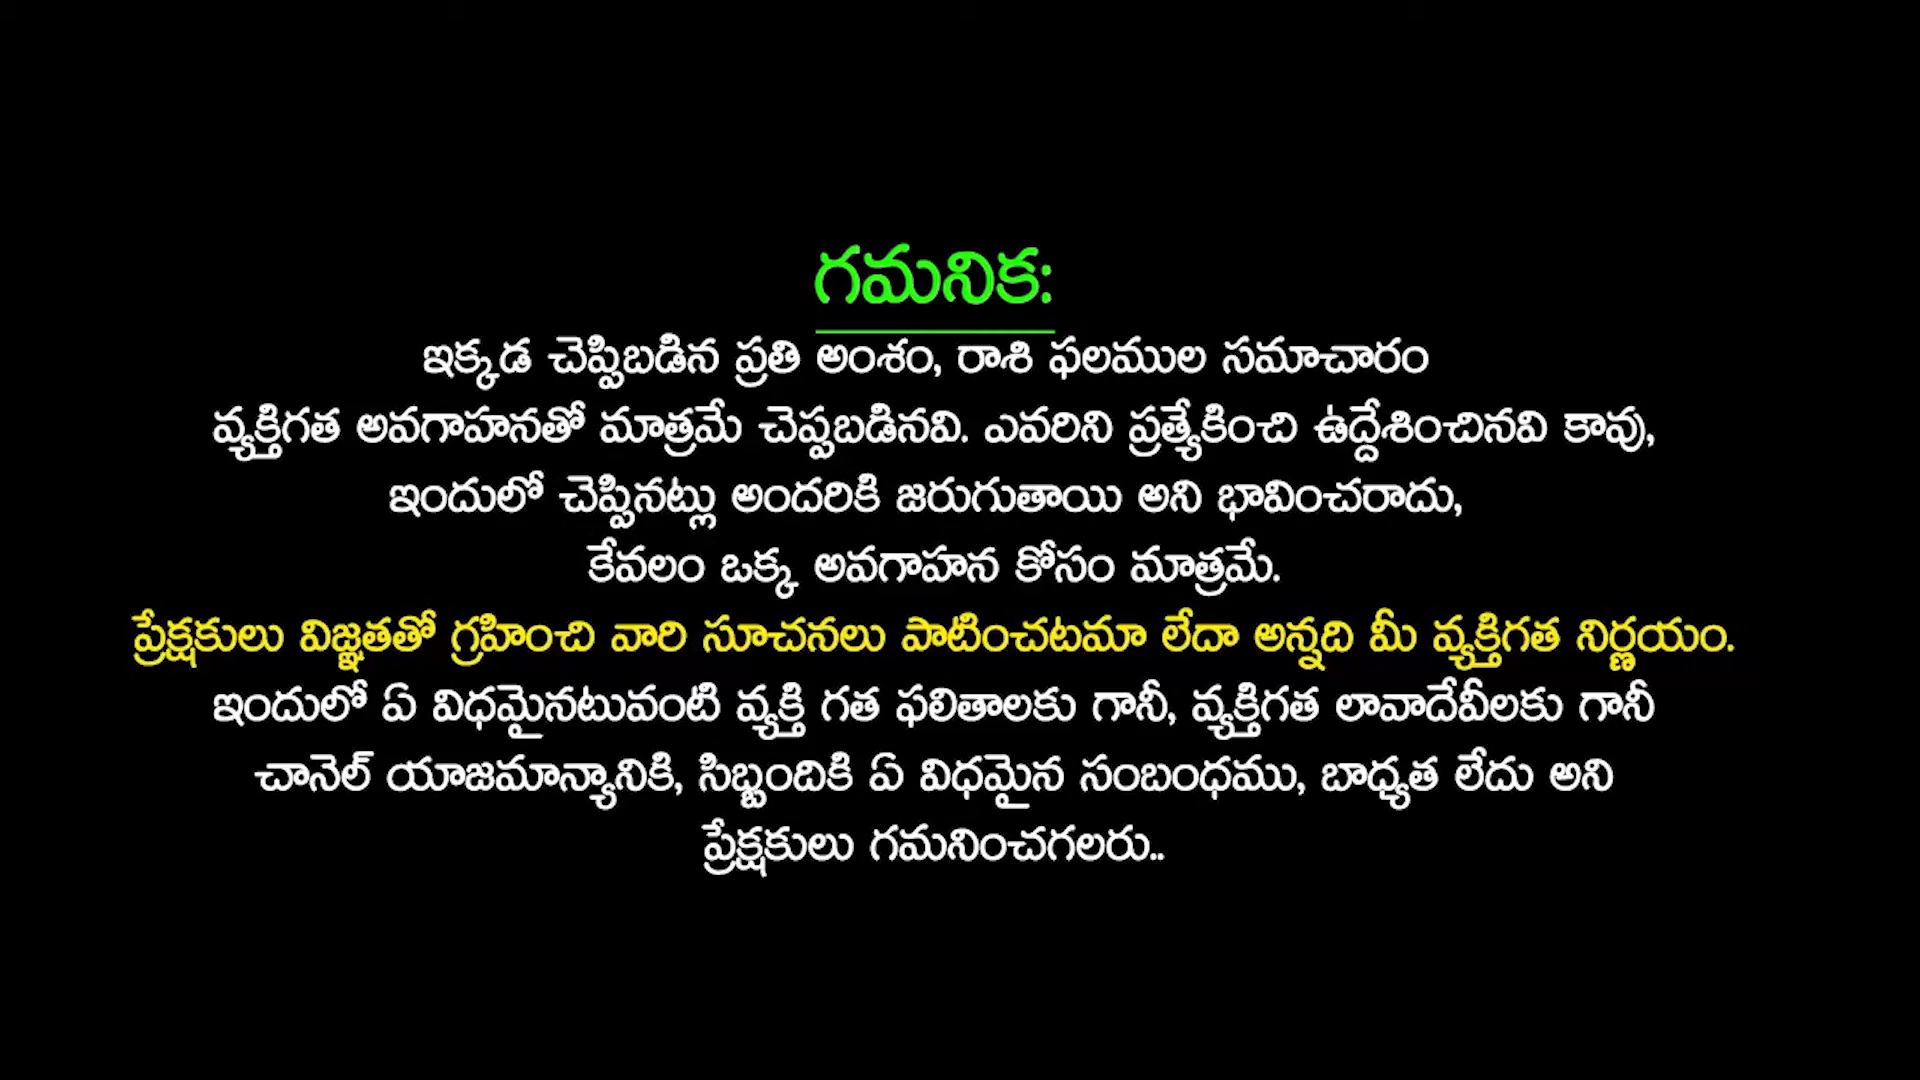 గమనిక:
ఇక్కడ చెప్పిబడిన ప్రతి అంశం, రాశి ఫలముల సమాచారం
వ్యక్తిగత అవగాహనతో మాత్రమే చెప్పబడినవి. ఎవరిని ప్రత్యేకించి ఉద్దేశించినవి కావు,
ఇందులో చెప్పినట్లు అందరికి జరుగుతాయి అని భావించరాదు,
కేవలం ఒక్క అవగాహన కోసం మాత్రమే.
ప్రేక్షకులు విజ్ఞతతో గ్రహించి వారి సూచనలు పాటించటమా లేదా అన్నది మీ వ్యక్తిగత నిర్ణయం.
ఇందులో ఏ విధమైనటువంటి వ్యక్తి గత ఫలితాలకు గానీ, వ్యక్తిగత లావాదేవీలకు గానీ
చానెల్ యాజమాన్యానికి, సిబ్బందికి ఏ విధమైన సంబంధము, బాధ్యత లేదు అని
ప్రేక్షకులు గమనించగలరు..